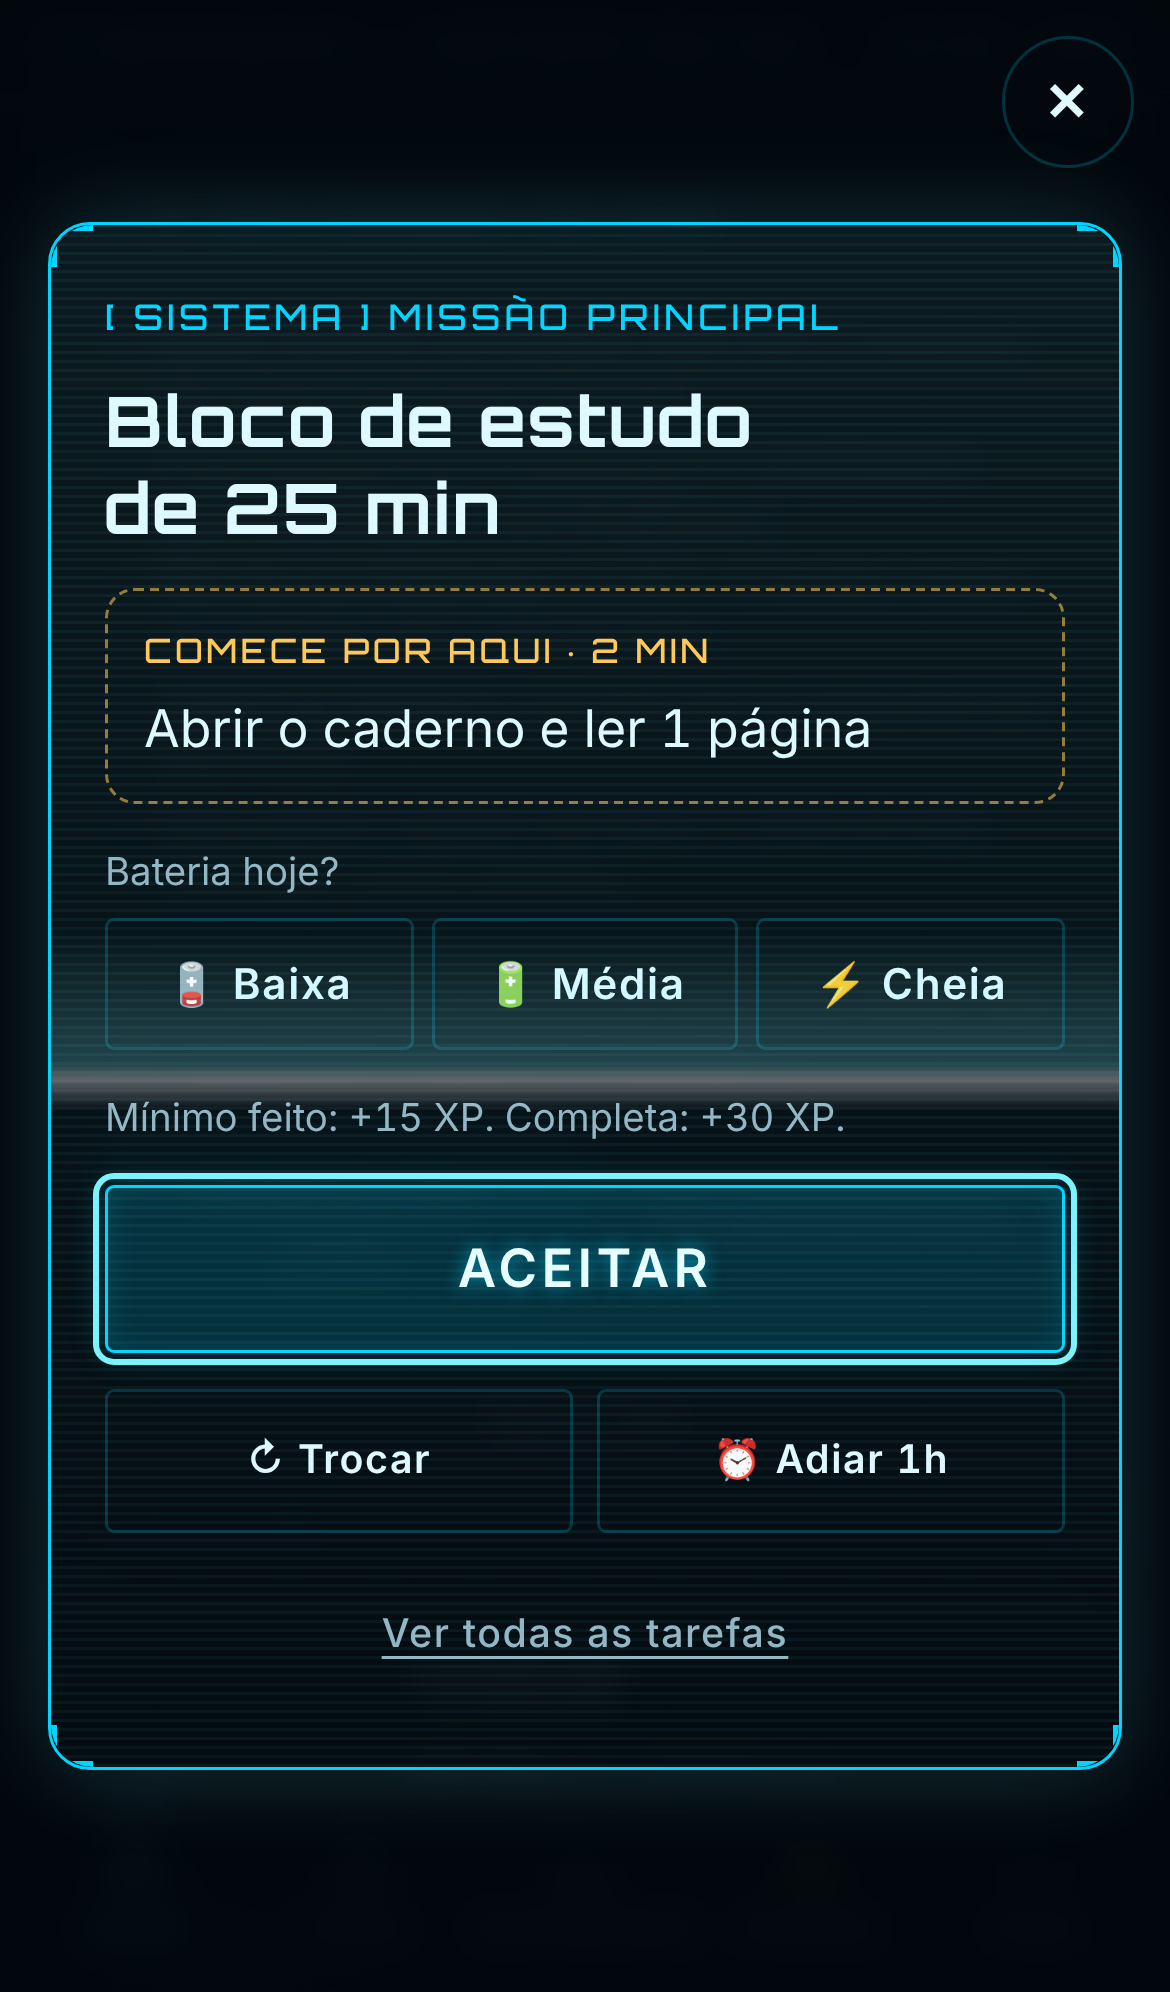 ✕
[ SISTEMA ] MISSÃO PRINCIPAL
Bloco de estudo
de 25 min
COMECE POR AQUI · 2 MIN
Abrir o caderno e ler 1 página
Bateria hoje?
🪫 Baixa 🔋 Média ⚡ Cheia
Mínimo feito: +15 XP. Completa: +30 XP.
ACEITAR
↻ Trocar ⏰ Adiar 1h
Ver todas as tarefas